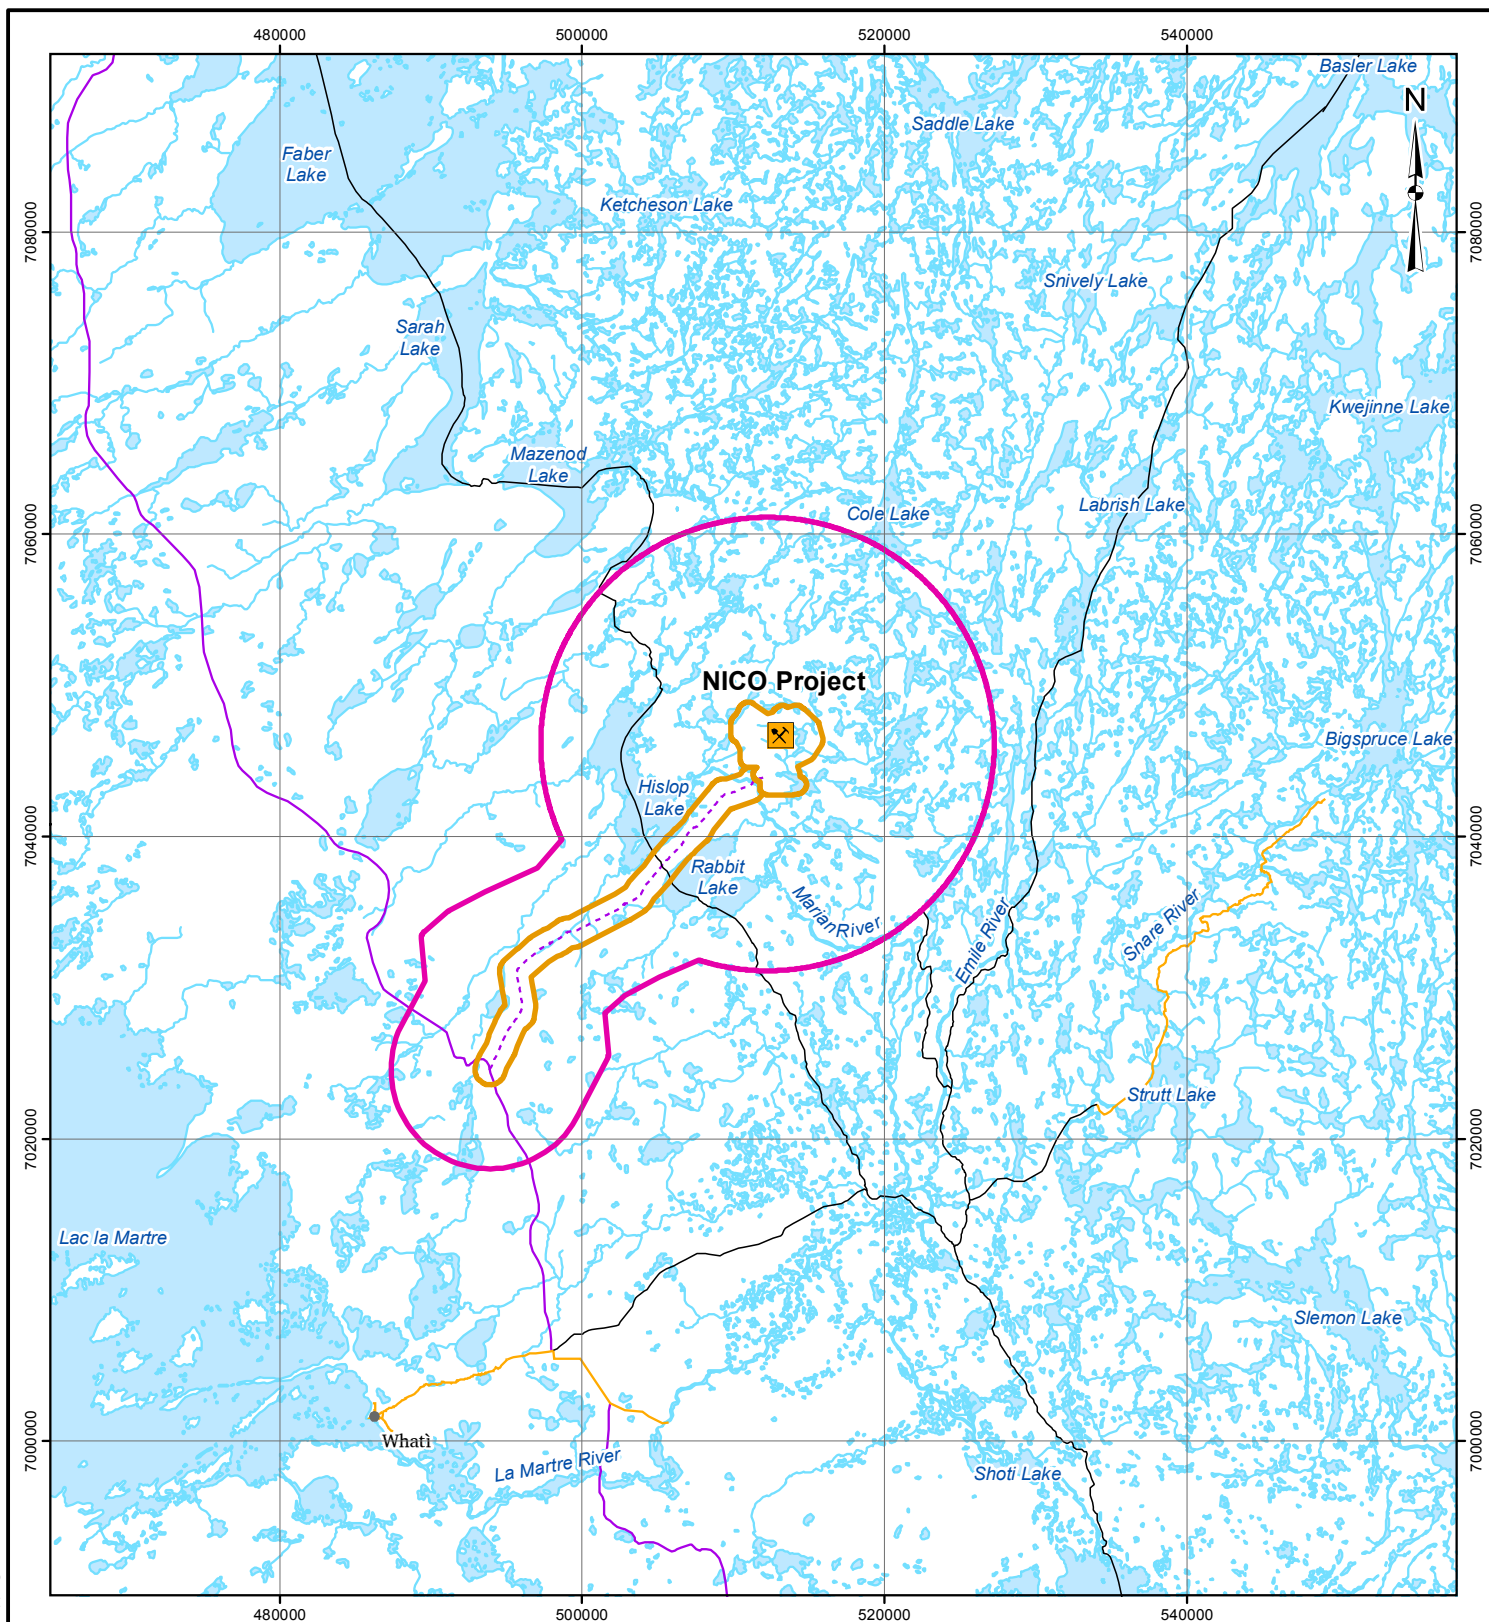 480000
500000
520000
540000
Basler Lake
N
Saddle Lake
Faber
Lake
Ketcheson Lake
7080000
7080000
Snively Lake
Sarah
Lake
Kwejinne Lake
Mazenod
Lake
Labrish Lake
Cole Lake
7060000
7060000
NICO Project
Bigspruce Lake
Hislop
Lake
7040000
7040000
Rabbit
Lake
Marian River
Snare River
Emile River
Strutt Lake
7020000
7020000
Lac la Martre
Slemon Lake
Whatì
7000000
7000000
La Martre River
Shoti Lake
480000
500000
520000
540000